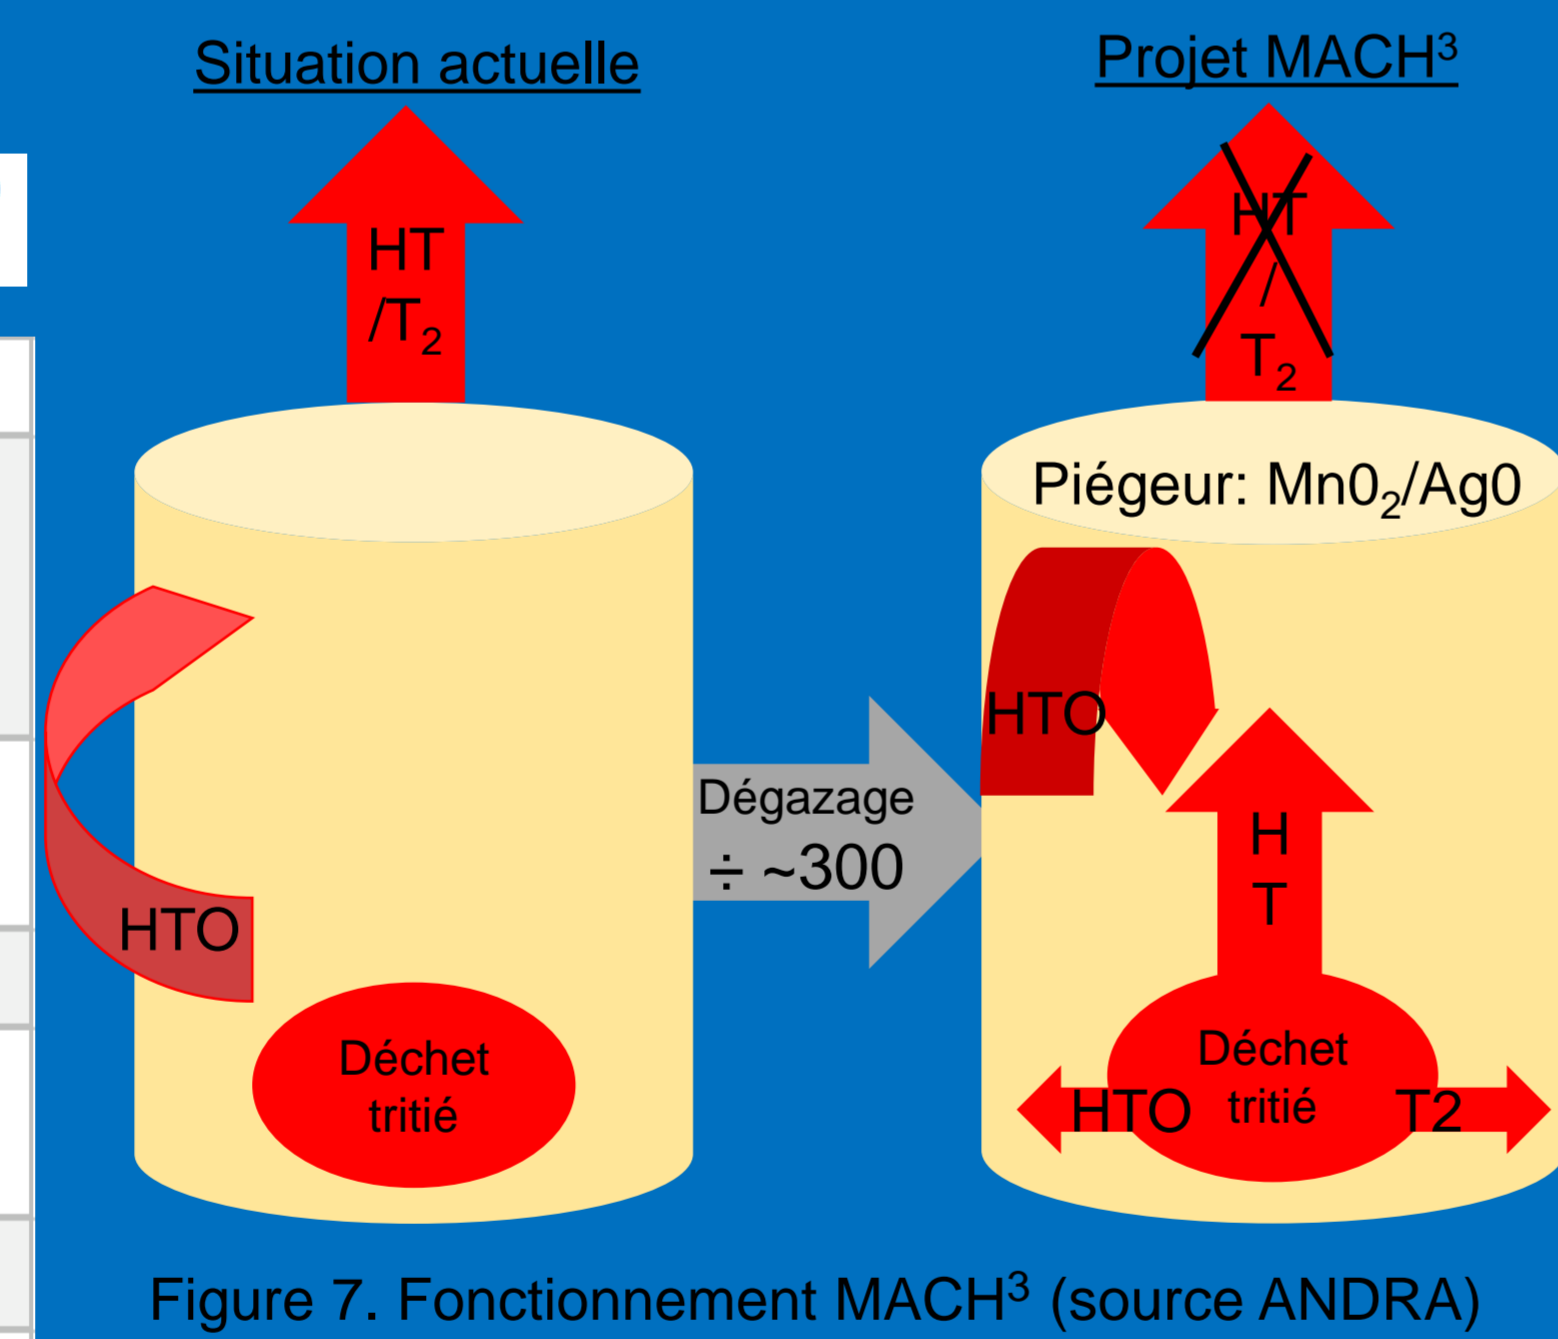 Situation actuelle
HT
/T₂
HTO
Déchet
tritié
Dégazage
÷ ~300
Projet MACH³
HT
/
T₂
Piégeur: Mn0₂/Ag0
HTO
H
T
Déchet
tritié
HTO
T2
Figure 7. Fonctionnement MACH³ (source ANDRA)